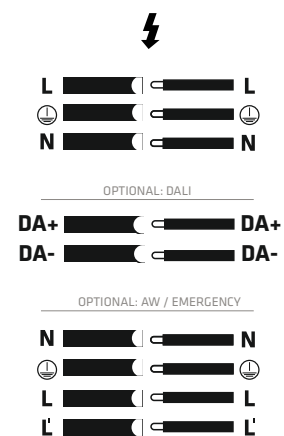 L L
N N
OPTIONAL: DALI
DA+ DA+
DA- DA-
OPTIONAL: AW / EMERGENCY
N N
L L
L' L'